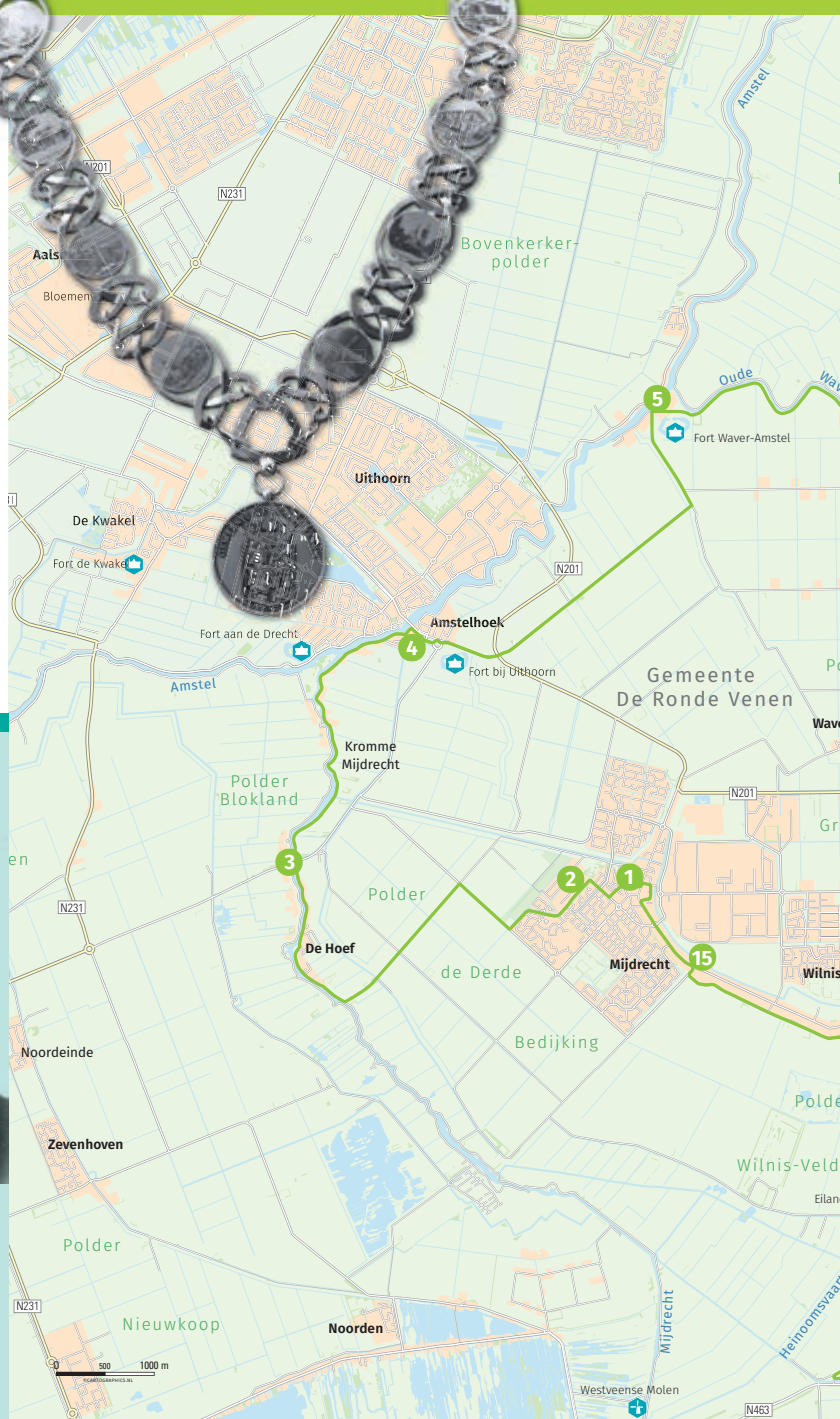 Amstel
N201
N231
Bovenkerker-
polder
Bloemen
Oude
5
Fort Waver-Amstel
Uithoorn
De Kwakel
Fort de Kwakel
N201
Amstelhoek
Fort aan de Drecht
4
Fort bij Uithoorn
Amstel
Gemeente
De Ronde Venen
Kromme
Mijdrecht
Polder
Blokland
N201
3
2
1
Polder
N231
De Hoef
Mijdrecht
15
Wilnis
de Derde
Bedijking
Noordeinde
Zevenhoven
Wilnis-Veld
Polder
Nieuwkoop
N231
Noorden
Mijdrecht
Heinoomsvaart
0 500 1000 m
©CARTOGRAPHICS.NL
Westveense Molen
N463